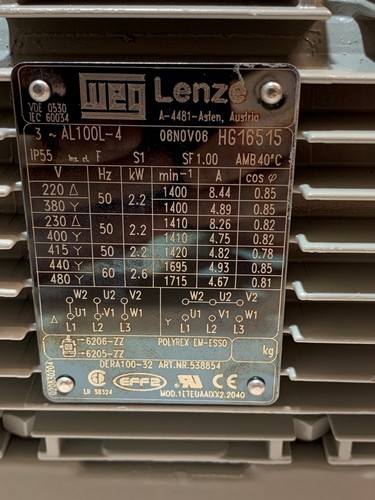 WEG Lenze
VDE 0530
IEC 60034
A-4481-Asten, Austria
3 ~ AL100L-4 06NOV06 HG16515
IP55 Ins. cl. F S1 SF 1.00 AMB 40°C
V Hz kW min-1 A cos φ
220 Δ 50 2.2 1400 8.44 0.85
380 Y 1400 4.89 0.85
230 Δ 50 2.2 1410 8.26 0.82
400 Y 1410 4.75 0.82
415 Y 50 2.2 1420 4.82 0.78
440 Y 60 2.6 1695 4.93 0.85
480 Y 1715 4.67 0.81
W2 U2 V2 W2 U2 V2
Δ U1 V1 W1 Y U1 V1 W1
L1 L2 L3 L1 L2 L3
6206-ZZ POLYREX EM-ESSO
6205-ZZ kg
DERA100-32 ART.NR.538854
EFF2 CE
LR 38324